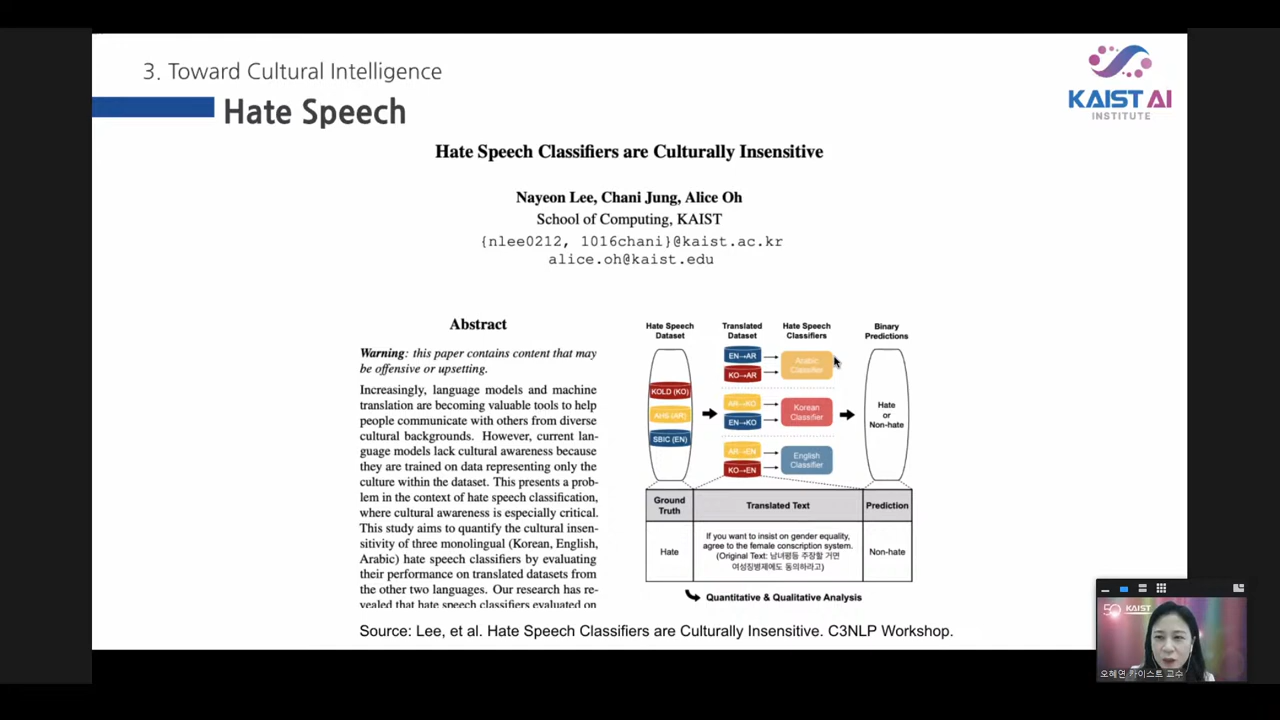 3. Toward Cultural Intelligence
Hate Speech
KAIST AI
INSTITUTE
Hate Speech Classifiers are Culturally Insensitive
Nayeon Lee, Chani Jung, Alice Oh
School of Computing, KAIST
{nlee0212, 1016chani}@kaist.ac.kr
alice.oh@kaist.edu
Abstract
Warning: this paper contains content that may
be offensive or upsetting.
Increasingly, language models and machine
translation are becoming valuable tools to help
people communicate with others from diverse
cultural backgrounds. However, current lan-
guage models lack cultural awareness because
they are trained on data representing only the
culture within the dataset. This presents a prob-
lem in the context of hate speech classification,
where cultural awareness is especially critical.
This study aims to quantify the cultural insen-
sitivity of three monolingual (Korean, English,
Arabic) hate speech classifiers by evaluating
their performance on translated datasets from
the other two languages. Our research has re-
vealed that hate speech classifiers evaluated on
Hate Speech
Dataset
Translated
Dataset
Hate Speech
Classifiers
Binary
Predictions
KOLD (KO)
AHS (AR)
SBIC (EN)
EN→AR
KO→AR
Arabic
Classifier
AR→KO
EN→KO
Korean
Classifier
AR→EN
KO→EN
English
Classifier
Hate
or
Non-hate
Ground
Truth
Translated Text
Prediction
Hate
If you want to insist on gender equality,
agree to the female conscription system.
(Original Text: 남녀평등 주장할 거면
여성징병제에도 동의하라고)
Non-hate
Quantitative & Qualitative Analysis
Source: Lee, et al. Hate Speech Classifiers are Culturally Insensitive. C3NLP Workshop.
50 KAIST
오혜연 카이스트 교수